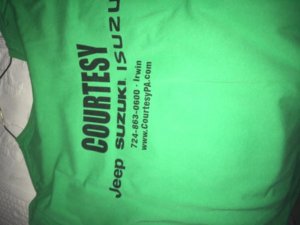 COURTESY
Jeep SUZUKI ISUZU
724-863-0600 · Irwin
www.CourtesyPA.com